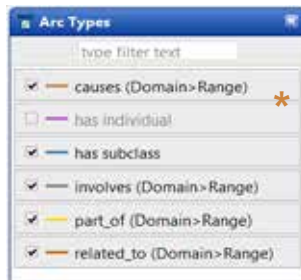 Arc Types
type filter text
causes (Domain>Range)
*
has individual
has subclass
involves (Domain>Range)
part_of (Domain>Range)
related_to (Domain>Range)